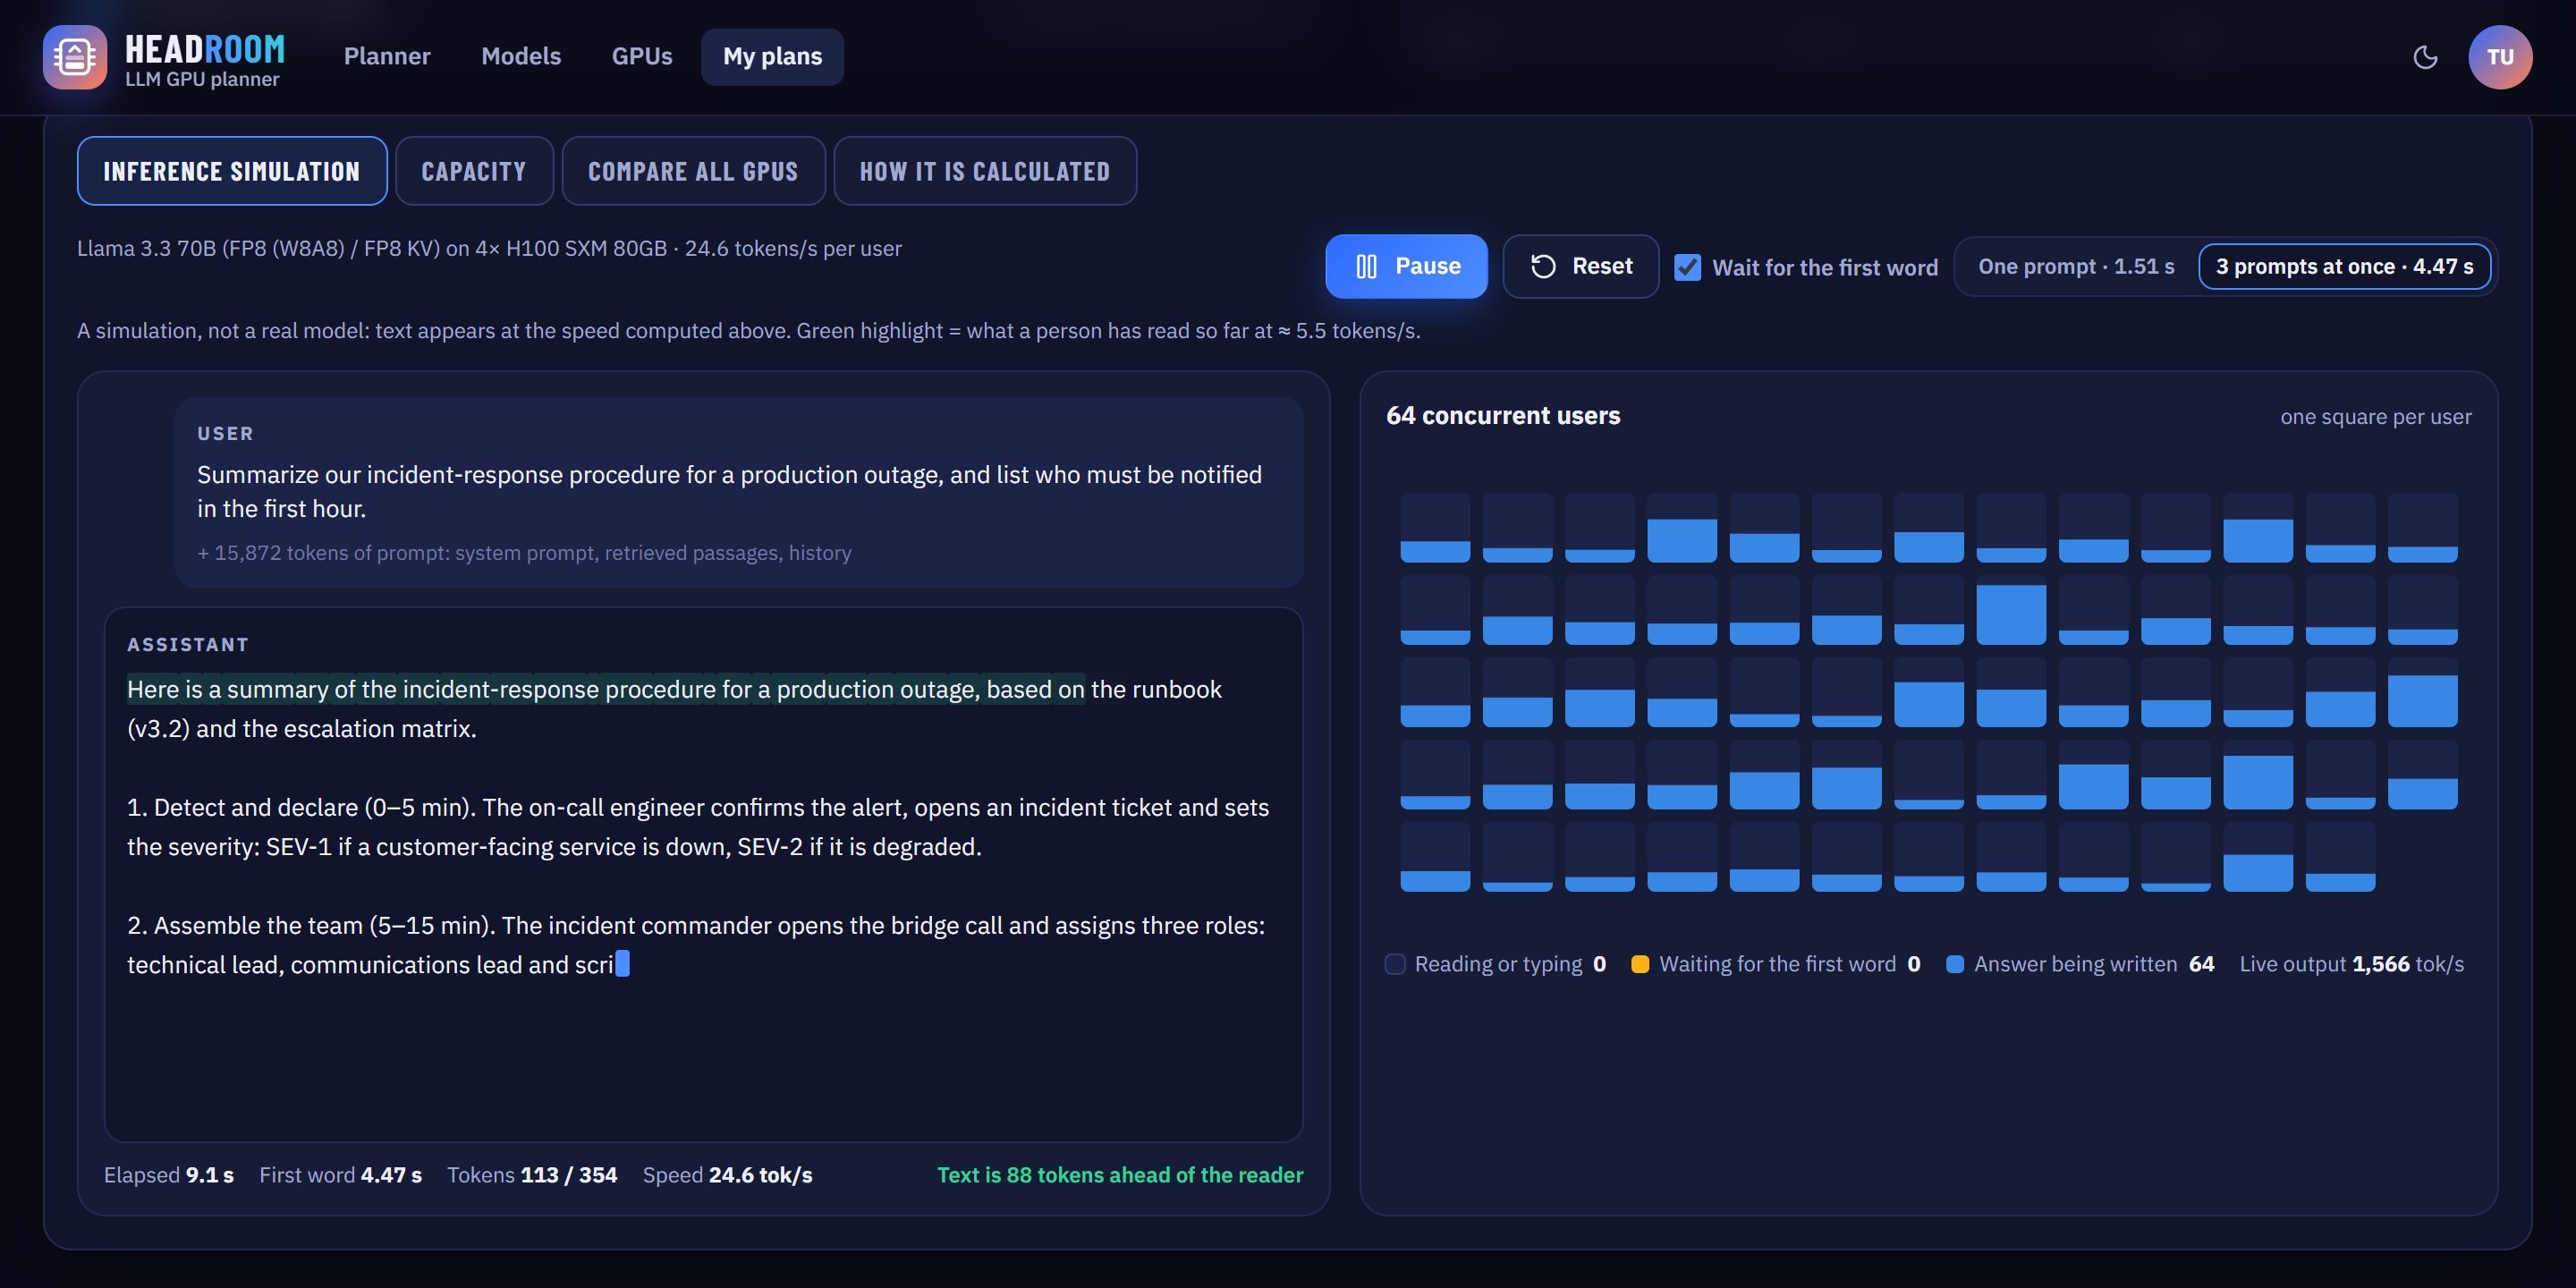 HEADROOM
LLM GPU planner
Planner
Models
GPUs
My plans
TU
INFERENCE SIMULATION
CAPACITY
COMPARE ALL GPUS
HOW IT IS CALCULATED
Llama 3.3 70B (FP8 (W8A8) / FP8 KV) on 4× H100 SXM 80GB · 24.6 tokens/s per user
Pause
Reset
Wait for the first word
One prompt · 1.51 s
3 prompts at once · 4.47 s
A simulation, not a real model: text appears at the speed computed above. Green highlight = what a person has read so far at ≈ 5.5 tokens/s.
USER
Summarize our incident-response procedure for a production outage, and list who must be notified
in the first hour.
+ 15,872 tokens of prompt: system prompt, retrieved passages, history
ASSISTANT
Here is a summary of the incident-response procedure for a production outage, based on the runbook
(v3.2) and the escalation matrix.
1. Detect and declare (0–5 min). The on-call engineer confirms the alert, opens an incident ticket and sets
the severity: SEV-1 if a customer-facing service is down, SEV-2 if it is degraded.
2. Assemble the team (5–15 min). The incident commander opens the bridge call and assigns three roles:
technical lead, communications lead and scri
Elapsed 9.1 s
First word 4.47 s
Tokens 113 / 354
Speed 24.6 tok/s
Text is 88 tokens ahead of the reader
64 concurrent users
one square per user
Reading or typing 0
Waiting for the first word 0
Answer being written 64
Live output 1,566 tok/s